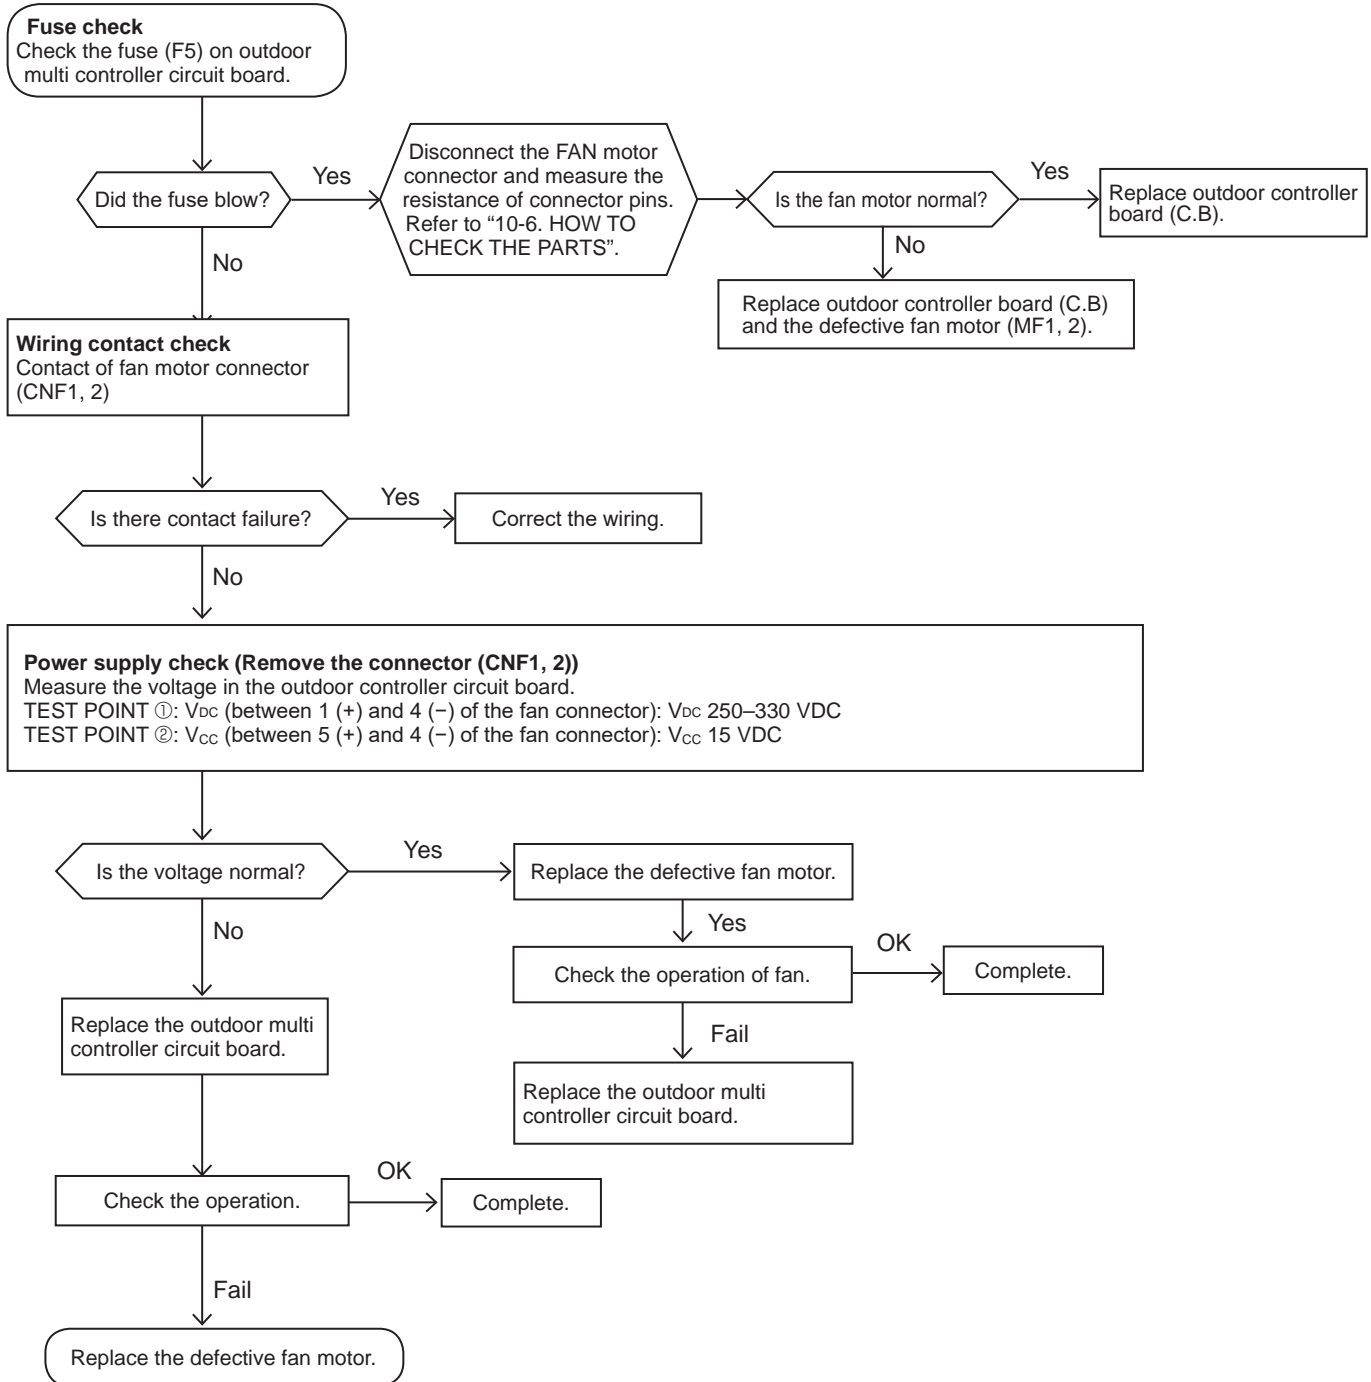 Fuse check
Check the fuse (F5) on outdoor
multi controller circuit board.
Did the fuse blow?
Yes
Disconnect the FAN motor
connector and measure the
resistance of connector pins.
Refer to “10-6. HOW TO
CHECK THE PARTS”.
Is the fan motor normal?
Yes
Replace outdoor controller
board (C.B).
No
Replace outdoor controller board (C.B)
and the defective fan motor (MF1, 2).
No
Wiring contact check
Contact of fan motor connector
(CNF1, 2)
Is there contact failure?
Yes
Correct the wiring.
No
Power supply check (Remove the connector (CNF1, 2))
Measure the voltage in the outdoor controller circuit board.
TEST POINT ①: VDC (between 1 (+) and 4 (−) of the fan connector): VDC 250–330 VDC
TEST POINT ②: VCC (between 5 (+) and 4 (−) of the fan connector): VCC 15 VDC
Is the voltage normal?
Yes
Replace the defective fan motor.
Yes
Check the operation of fan.
OK
Complete.
Fail
Replace the outdoor multi
controller circuit board.
No
Replace the outdoor multi
controller circuit board.
Check the operation.
OK
Complete.
Fail
Replace the defective fan motor.